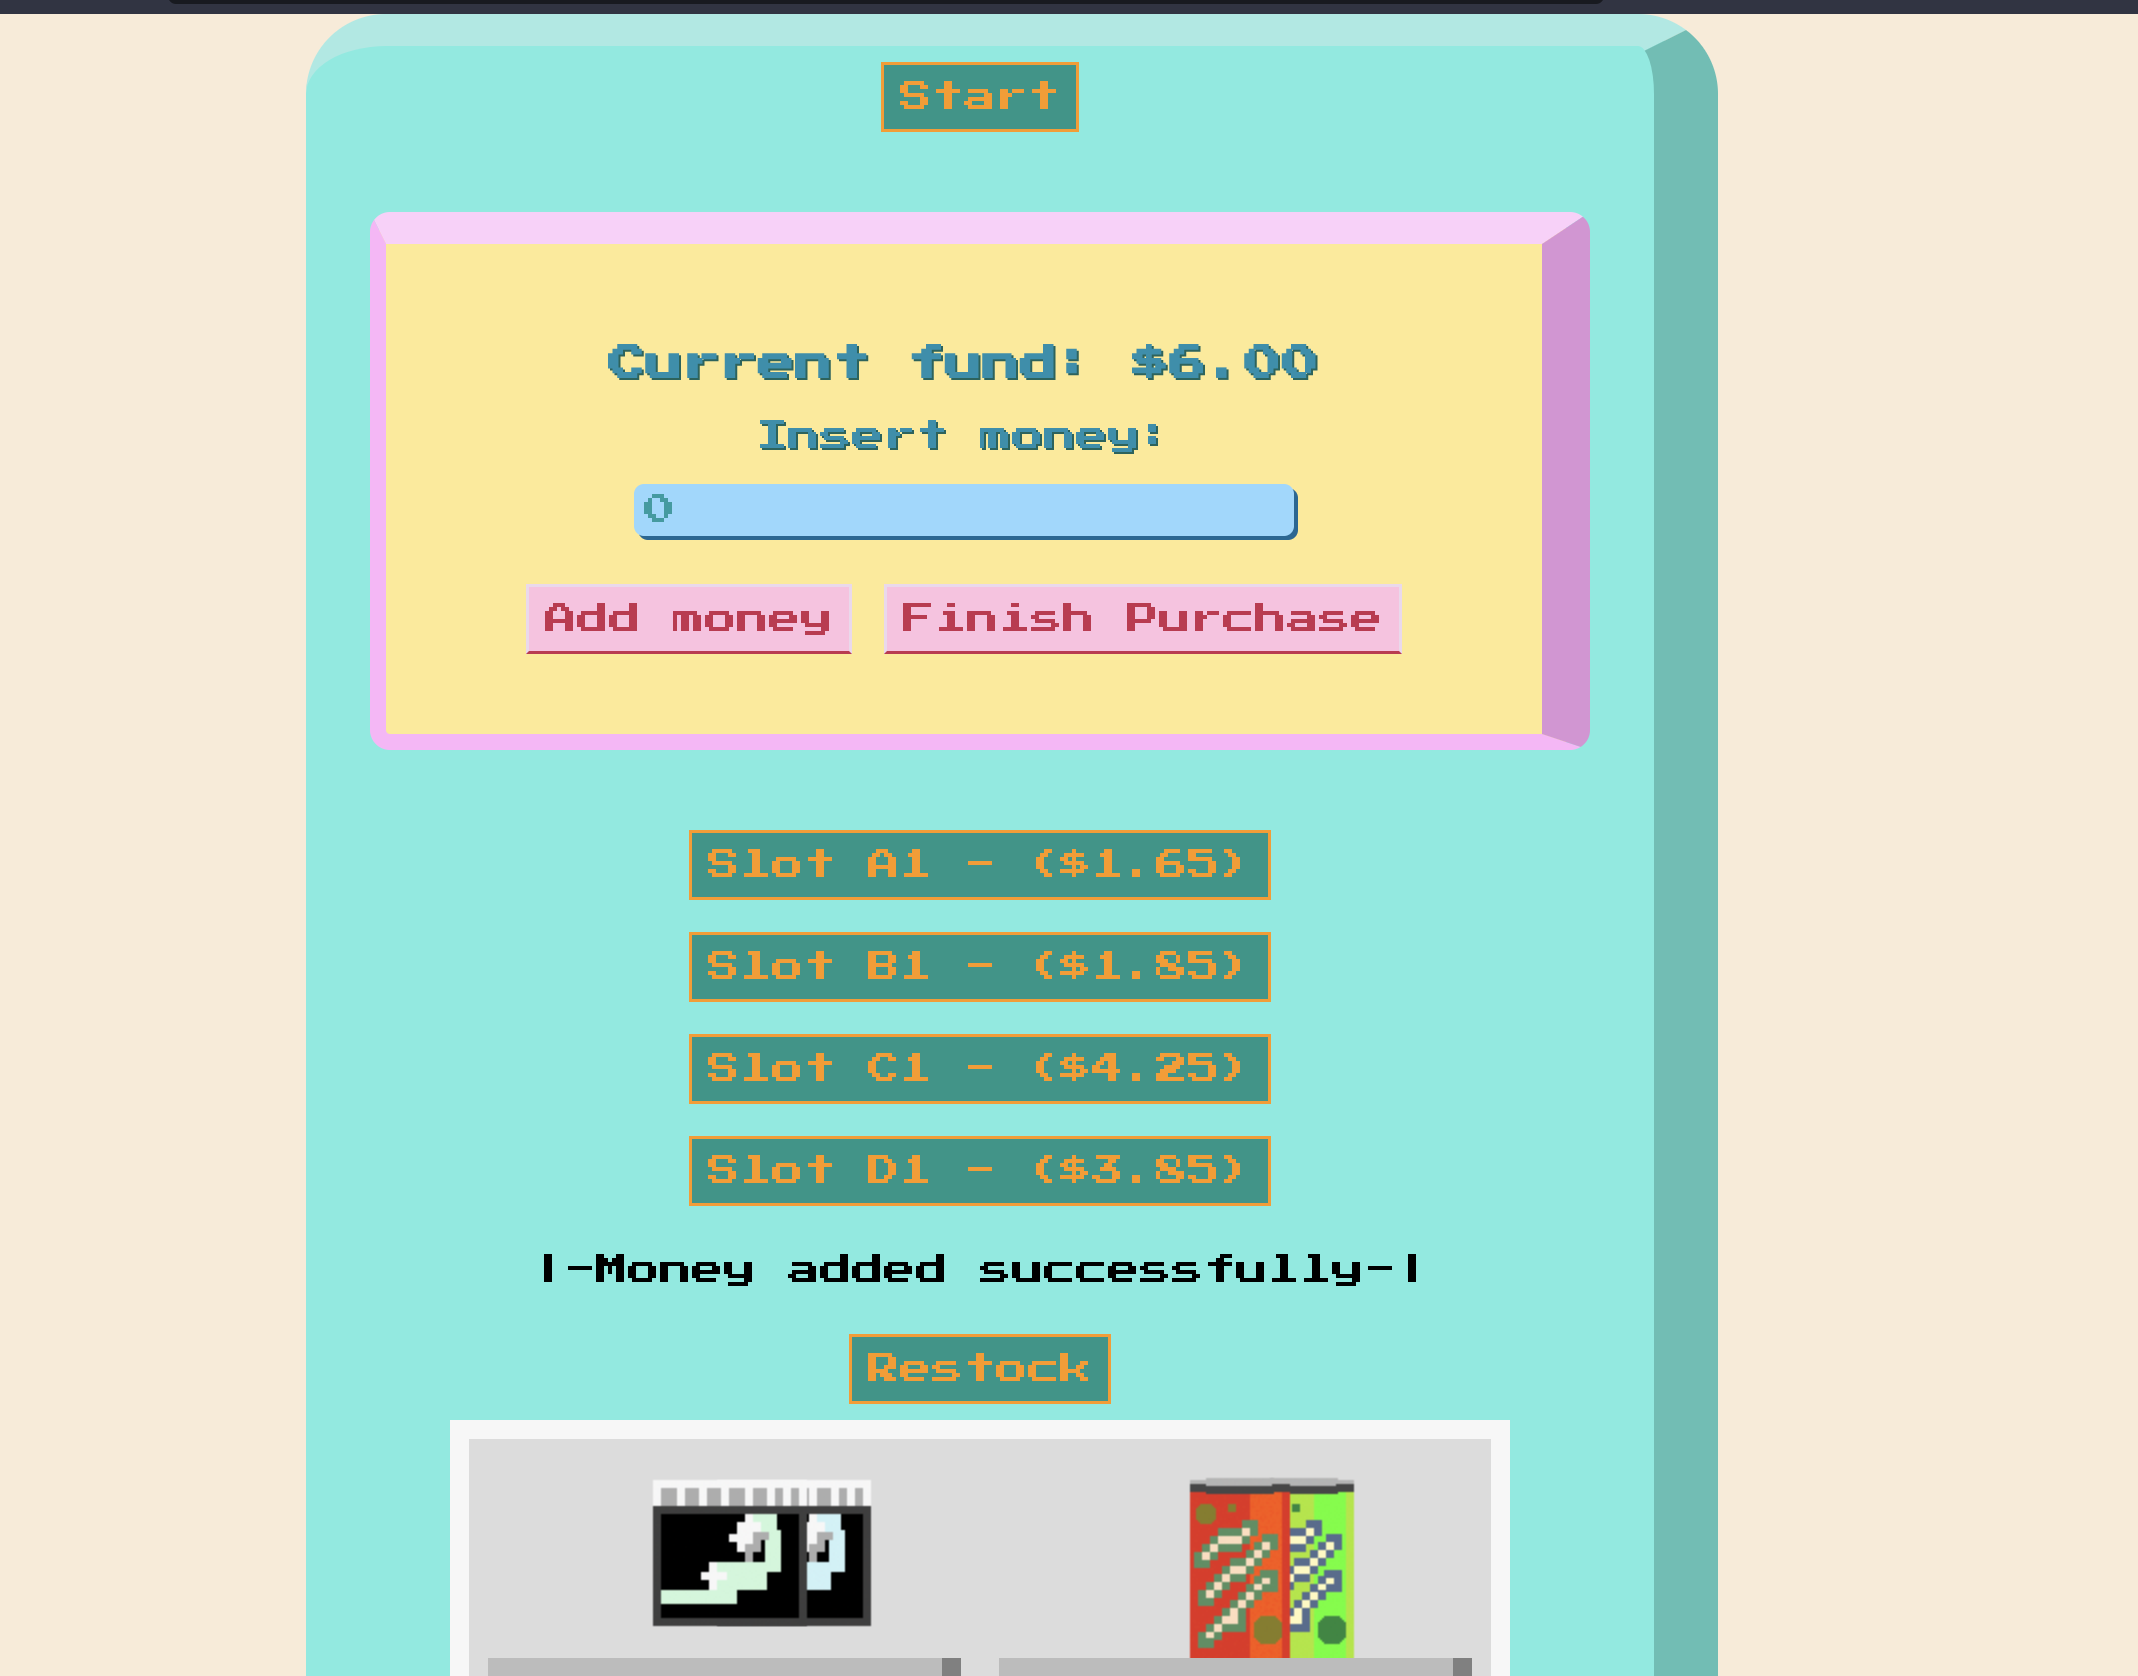 Start
Current fund: $6.00
Insert money:
0
Add money
Finish Purchase
Slot A1 - ($1.65)
Slot B1 - ($1.85)
Slot C1 - ($4.25)
Slot D1 - ($3.85)
|-Money added successfully-|
Restock